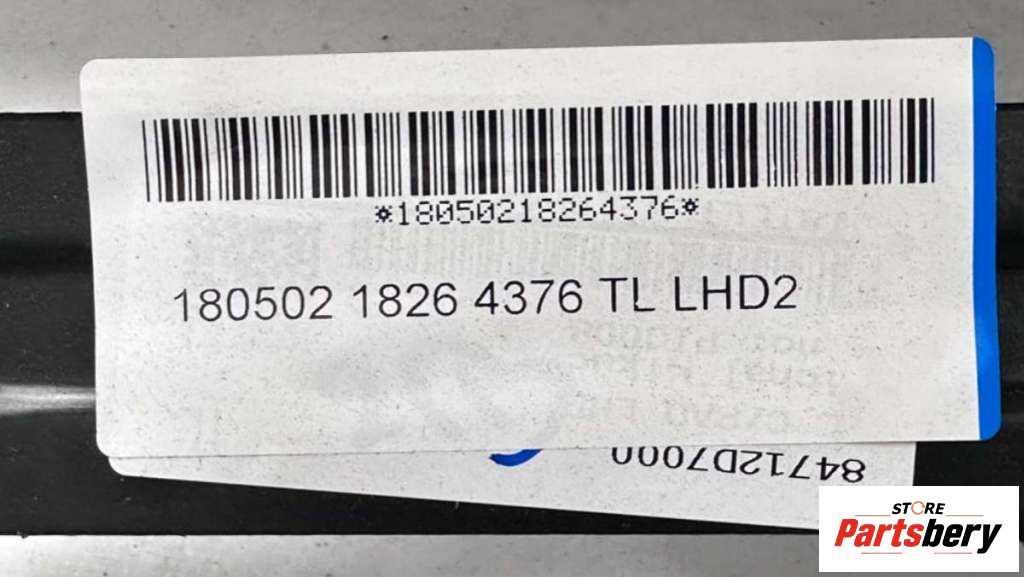 *18050218264376*
180502 1826 4376 TL LHD2
84712D7000
STORE
Partsbery